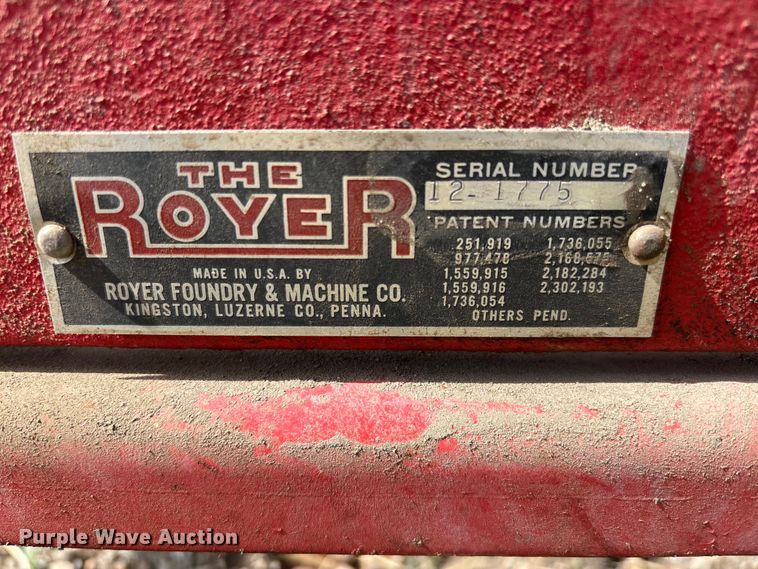 THE
ROYER
MADE IN U.S.A. BY
ROYER FOUNDRY & MACHINE CO.
KINGSTON, LUZERNE CO., PENNA.
SERIAL NUMBER
12-1775
PATENT NUMBERS
251,919 1,736,055
977,478 2,168,575
1,559,915 2,182,284
1,559,916 2,302,193
1,736,054
OTHERS PEND.
Purple Wave Auction